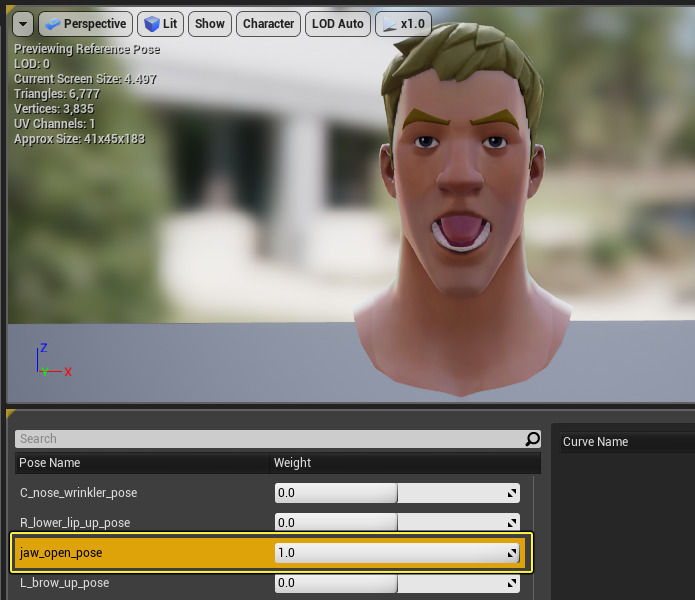 Perspective Lit Show Character LOD Auto x1.0
Previewing Reference Pose
LOD: 0
Current Screen Size: 4.497
Triangles: 6,777
Vertices: 3,835
UV Channels: 1
Approx Size: 41x45x183
Z
Y X
Search
Curve Name
Pose Name Weight
C_nose_wrinkler_pose 0.0
R_lower_lip_up_pose 0.0
jaw_open_pose 1.0
L_brow_up_pose 0.0